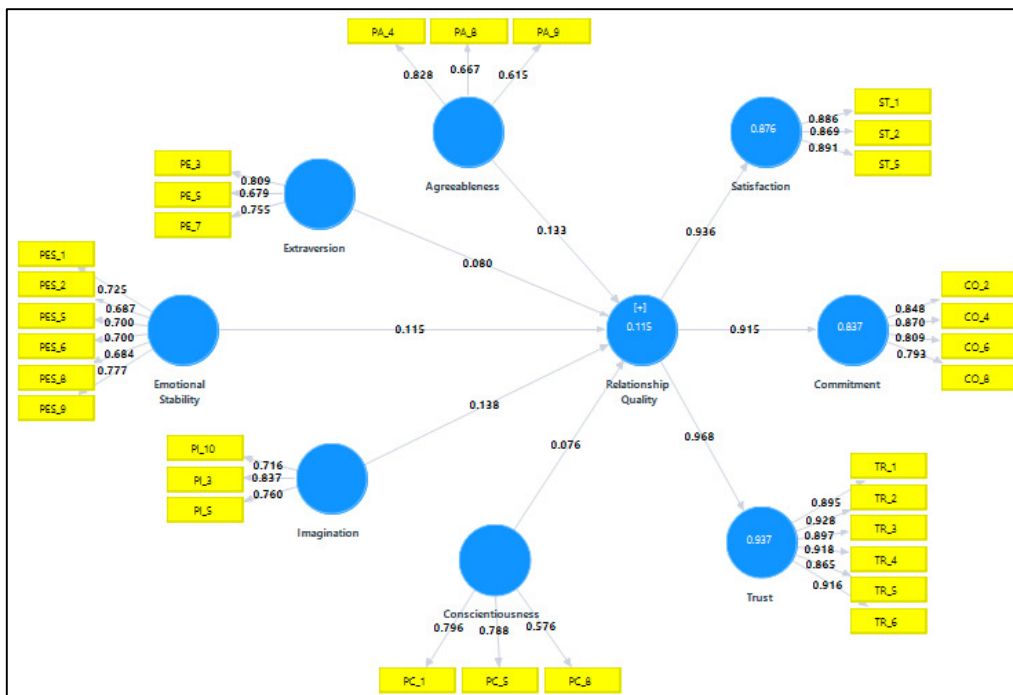 PA_4
PA_8
PA_9
0.828
0.667
0.615
Agreeableness
PE_3
PE_5
PE_7
0.809
0.679
0.755
Extraversion
PES_1
PES_2
PES_5
PES_6
PES_8
PES_9
0.725
0.687
0.700
0.700
0.684
0.777
Emotional
Stability
PI_10
PI_3
PI_5
0.716
0.837
0.760
Imagination
Conscientiousness
0.796
0.788
0.576
PC_1
PC_5
PC_8
0.133
0.080
0.115
0.138
0.076
[+]
0.115
Relationship
Quality
0.936
0.915
0.968
0.876
Satisfaction
0.886
0.869
0.891
ST_1
ST_2
ST_5
0.837
Commitment
0.848
0.870
0.809
0.793
CO_2
CO_4
CO_6
CO_8
0.937
Trust
0.895
0.928
0.897
0.918
0.865
0.916
TR_1
TR_2
TR_3
TR_4
TR_5
TR_6